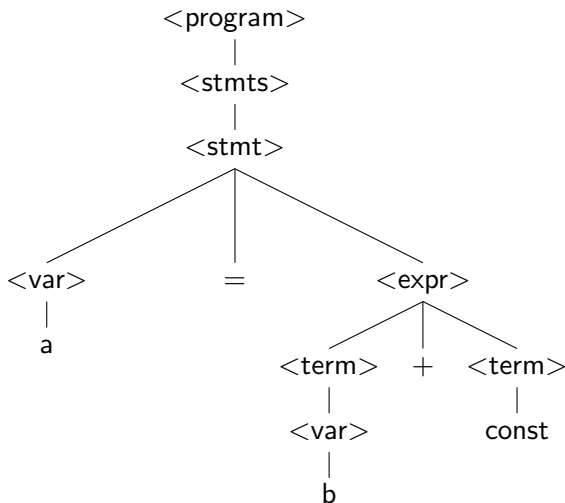 <program>
<stmts>
<stmt>
<var> = <expr>
a
<term> + <term>
<var> const
b